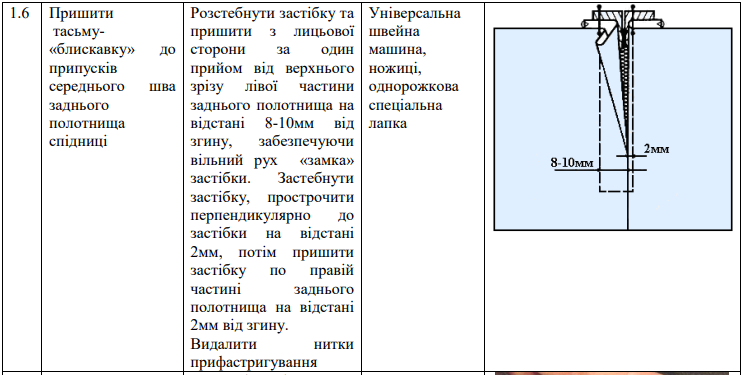 1.6
Пришити
тасьму-
«блискавку» до
припусків
середнього шва
заднього
полотнища
спідниці
Розстебнути застібку та
пришити з лицьової
сторони за один
прийом від верхнього
зрізу лівої частини
заднього полотнища на
відстані 8-10мм від
згину, забезпечуючи
вільний рух «замка»
застібки. Застебнути
застібку, прострочити
перпендикулярно до
застібки на відстані
2мм, потім пришити
застібку по правій
частині заднього
полотнища на відстані
2мм від згину.
Видалити нитки
прифастригування
Універсальна
швейна
машина,
ножиці,
однорожкова
спеціальна
лапка
2мм
8-10мм